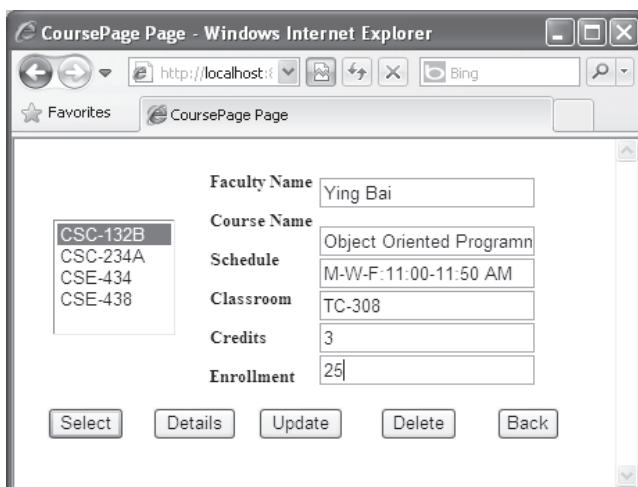 CoursePage Page - Windows Internet Explorer
http://localhost:8
Bing
Favorites
CoursePage Page
Faculty Name
Ying Bai
Course Name
Object Oriented Programn
CSC-132B
CSC-234A
CSE-434
CSE-438
Schedule
M-W-F:11:00-11:50 AM
Classroom
TC-308
Credits
3
Enrollment
25
Select
Details
Update
Delete
Back